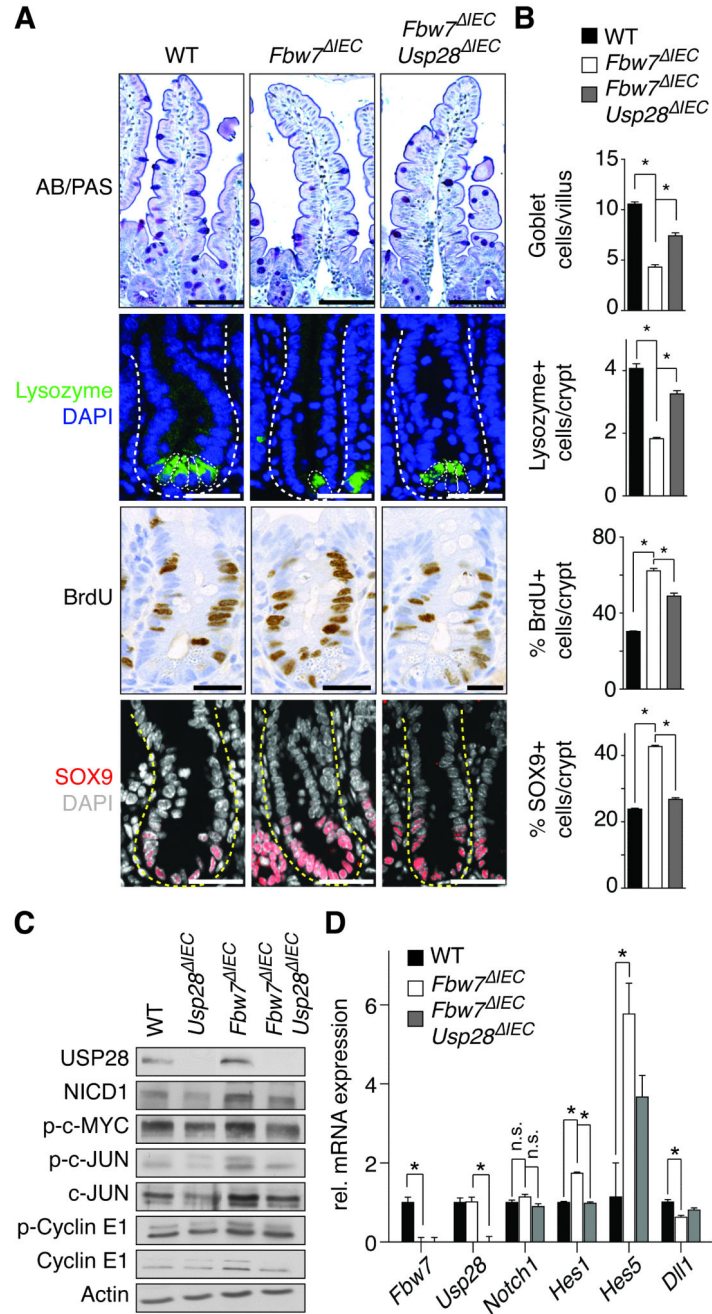 A
WT
Fbw7ΔIEC
Fbw7ΔIEC
Usp28ΔIEC
AB/PAS
Lysozyme
DAPI
BrdU
SOX9
DAPI
B
WT
Fbw7ΔIEC
Fbw7ΔIEC
Usp28ΔIEC
Goblet
cells/villus
15
10
5
0
*
*
Lysozyme+
cells/crypt
4
2
0
*
*
% BrdU+
cells/crypt
80
40
0
*
*
% SOX9+
cells/crypt
40
20
0
*
*
C
WT
Usp28ΔIEC
Fbw7ΔIEC
Fbw7ΔIEC
Usp28ΔIEC
USP28
NICD1
p-c-MYC
p-c-JUN
c-JUN
p-Cyclin E1
Cyclin E1
Actin
D
WT
Fbw7ΔIEC
Fbw7ΔIEC
Usp28ΔIEC
rel. mRNA expression
6
4
2
0
*
*
n.s.
n.s.
*
*
*
*
Fbw7
Usp28
Notch1
Hes1
Hes5
Dll1